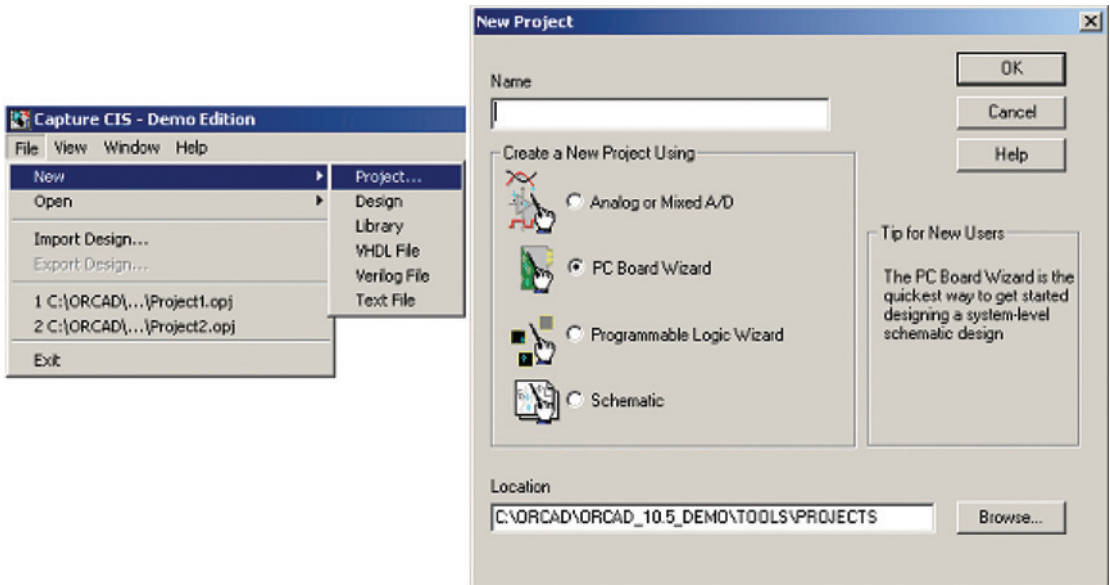 Capture CIS - Demo Edition
File View Window Help
New
Open
Import Design...
Export Design...
1 C:\ORCAD\...\Project1.opj
2 C:\ORCAD\...\Project2.opj
Exit
Project...
Design
Library
VHDL File
Verilog File
Text File
New Project
Name
OK
Cancel
Help
Create a New Project Using
Analog or Mixed A/D
PC Board Wizard
Programmable Logic Wizard
Schematic
Tip for New Users
The PC Board Wizard is the
quickest way to get started
designing a system-level
schematic design
Location
C:\ORCAD\ORCAD_10.5_DEMO\TOOLS\PROJECTS
Browse...